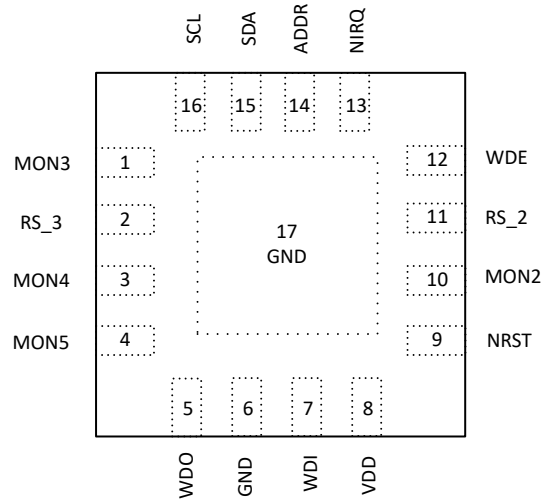 SCL
SDA
ADDR
NIRQ
16
15
14
13
MON3
1
12
WDE
RS_3
2
17
GND
11
RS_2
MON4
3
10
MON2
MON5
4
9
NRST
5
6
7
8
WDO
GND
WDI
VDD